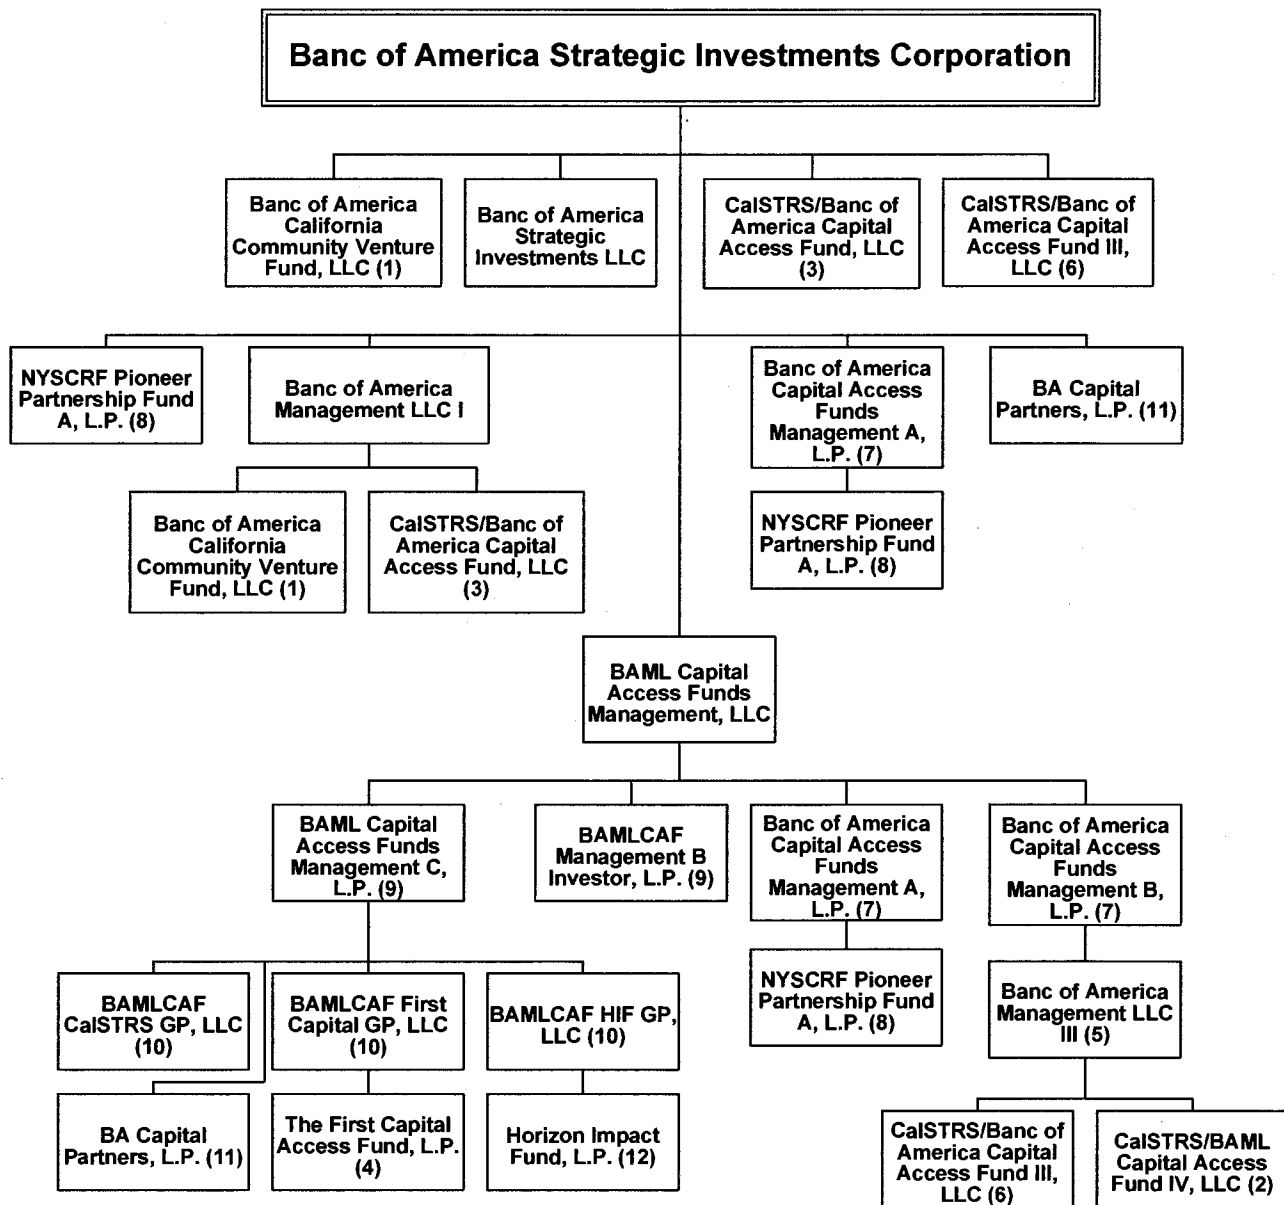 Banc of America Strategic Investments Corporation
Banc of America
California
Community Venture
Fund, LLC (1)
Banc of America
Strategic
Investments LLC
CalSTRS/Banc of
America Capital
Access Fund, LLC
(3)
CalSTRS/Banc of
America Capital
Access Fund III,
LLC (6)
NYSCRF Pioneer
Partnership Fund
A, L.P. (8)
Banc of America
Management LLC I
Banc of America
Capital Access
Funds
Management A,
L.P. (7)
BA Capital
Partners, L.P. (11)
Banc of America
California
Community Venture
Fund, LLC (1)
CalSTRS/Banc of
America Capital
Access Fund, LLC
(3)
NYSCRF Pioneer
Partnership Fund
A, L.P. (8)
BAML Capital
Access Funds
Management, LLC
BAML Capital
Access Funds
Management C,
L.P. (9)
BAMLCAF
Management B
Investor, L.P. (9)
Banc of America
Capital Access
Funds
Management A,
L.P. (7)
Banc of America
Capital Access
Funds
Management B,
L.P. (7)
BAMLCAF
CalSTRS GP, LLC
(10)
BAMLCAF First
Capital GP, LLC
(10)
BAMLCAF HIF GP,
LLC (10)
NYSCRF Pioneer
Partnership Fund
A, L.P. (8)
Banc of America
Management LLC
III (5)
BA Capital
Partners, L.P. (11)
The First Capital
Access Fund, L.P.
(4)
Horizon Impact
Fund, L.P. (12)
CalSTRS/Banc of
America Capital
Access Fund III,
LLC (6)
CalSTRS/BAML
Capital Access
Fund IV, LLC (2)